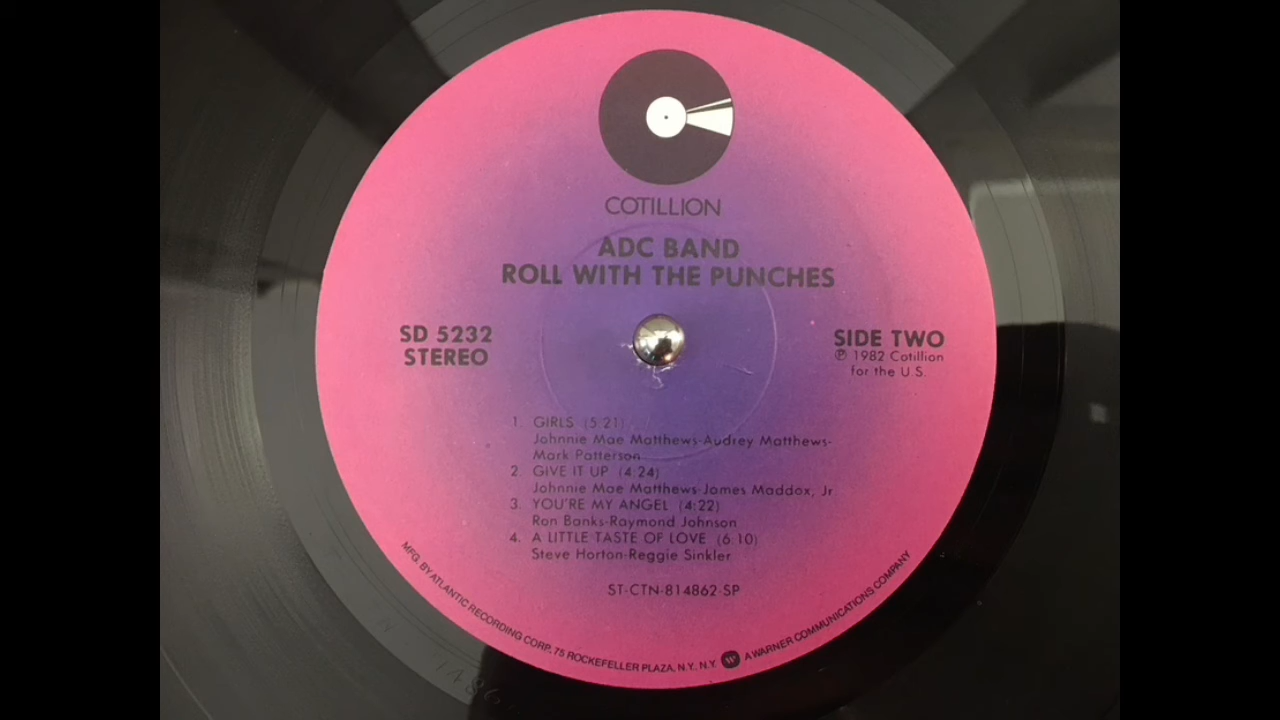 COTILLION
ADC BAND
ROLL WITH THE PUNCHES
SD 5232
STEREO
SIDE TWO
℗ 1982 Cotillion
for the U.S.
1. GIRLS (5:21)
Johnnie Mae Matthews-Audrey Matthews-
Mark Patterson
2. GIVE IT UP (4:24)
Johnnie Mae Matthews-James Maddox, Jr.
3. YOU'RE MY ANGEL (4:22)
Ron Banks-Raymond Johnson
4. A LITTLE TASTE OF LOVE (6:10)
Steve Horton-Reggie Sinkler
ST-CTN-814862-SP
MFG. BY ATLANTIC RECORDING CORP. 75 ROCKEFELLER PLAZA, N.Y. N.Y. W A WARNER COMMUNICATIONS COMPANY